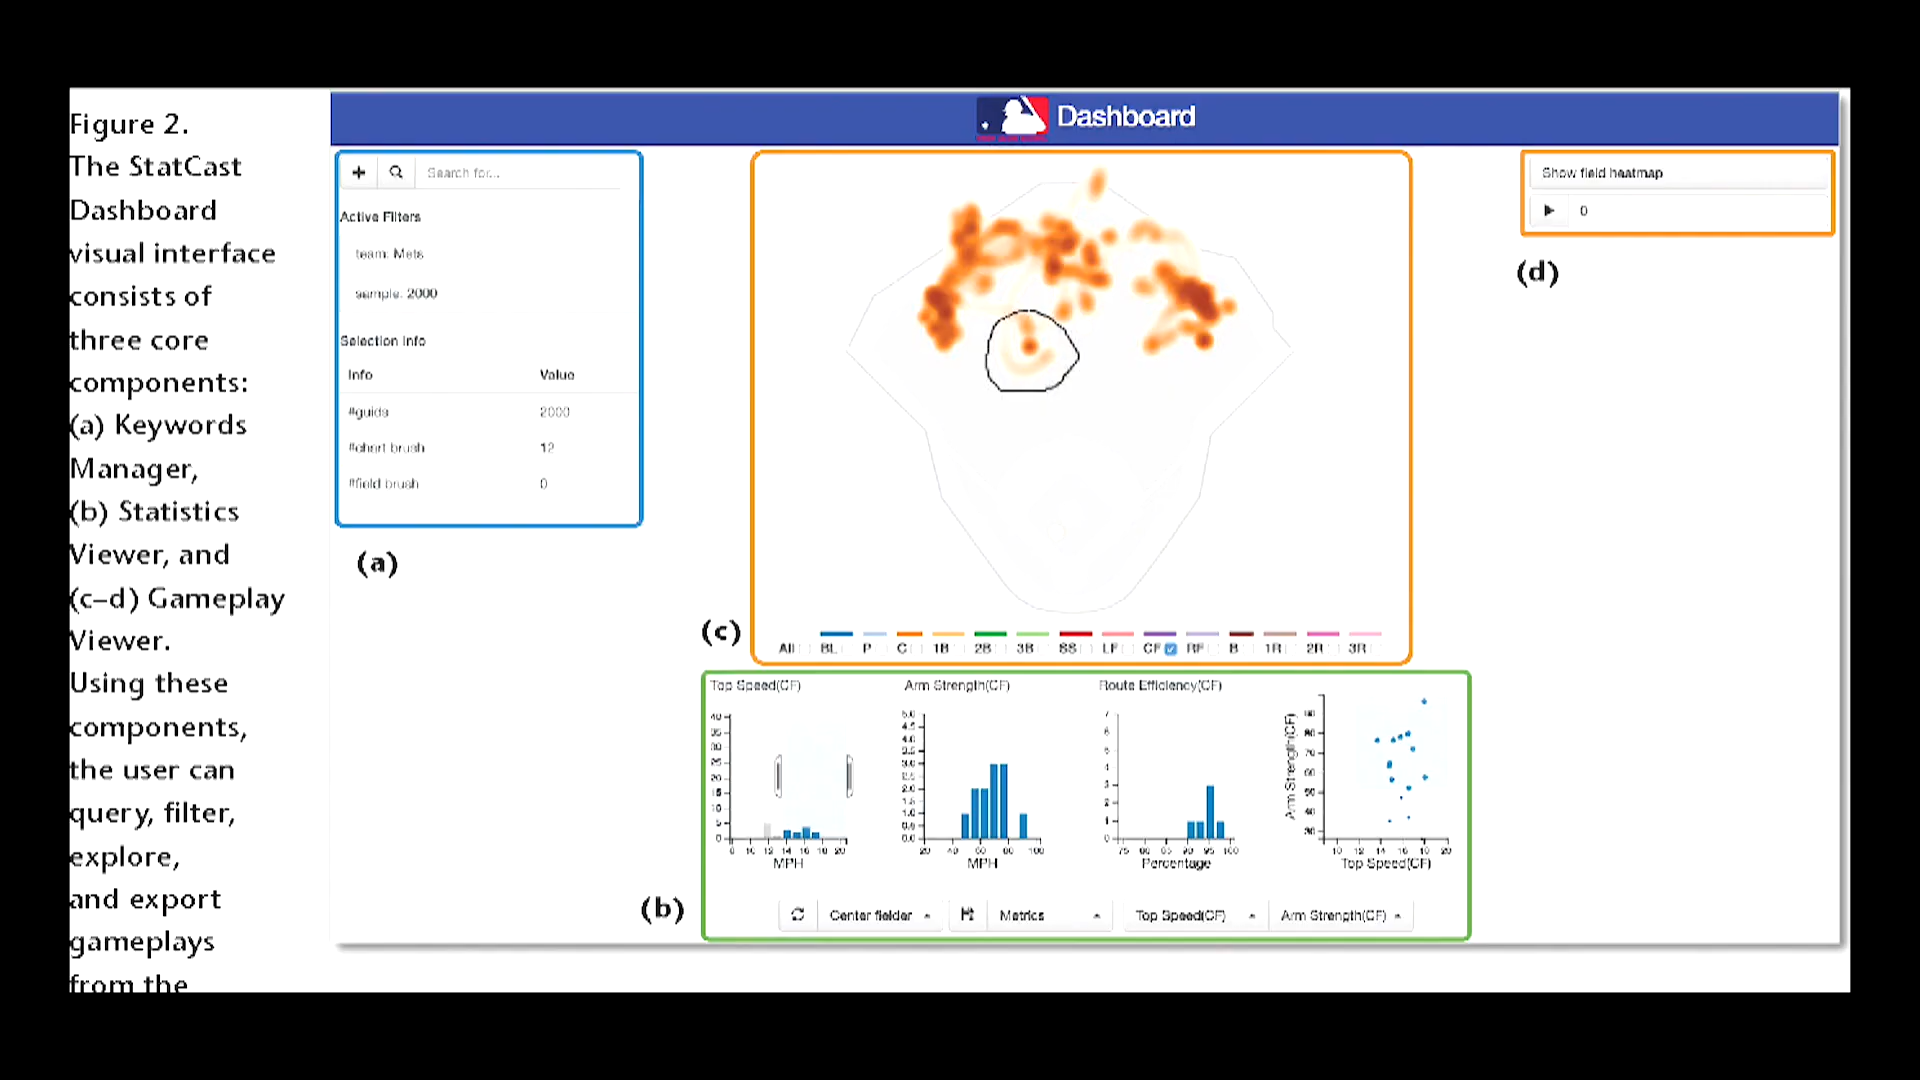 Figure 2.
The StatCast
Dashboard
visual interface
consists of
three core
components:
(a) Keywords
Manager,
(b) Statistics
Viewer, and
(c–d) Gameplay
Viewer.
Using these
components,
the user can
query, filter,
explore,
and export
gameplays
from the
Dashboard
Search for...
Active Filters
team: Mets
sample: 2000
Selection Info
Info Value
#guids 2000
#chart brush 12
#field brush 0
(a)
Show field heatmap
0
(d)
(c)
All BL P C 1B 2B 3B SS LF CF RF B 1R 2R 3R
Top Speed(CF) Arm Strength(CF) Route Efficiency(CF)
Arm Strength(CF)
MPH MPH Percentage Top Speed(CF)
(b)
Center fielder Metrics Top Speed(CF) Arm Strength(CF)